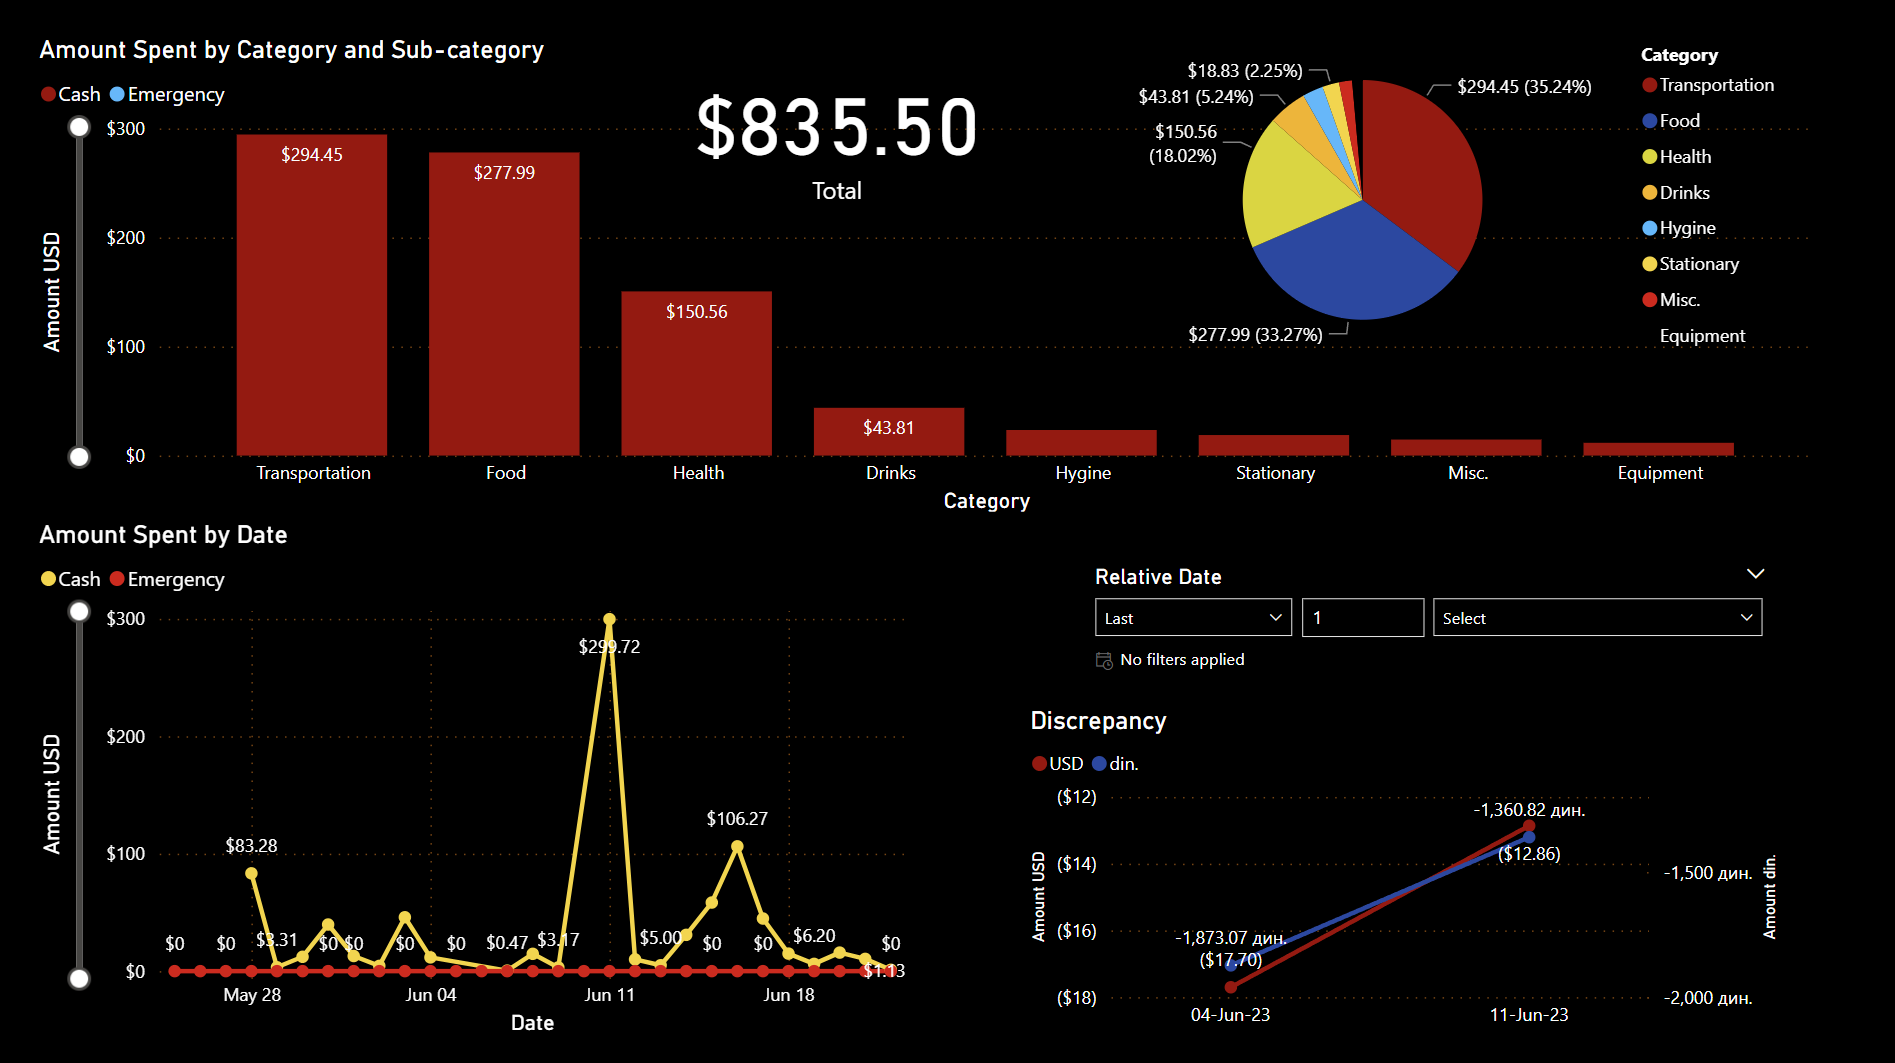 Amount Spent by Category and Sub-category
Cash Emergency
Amount USD
$300
$200
$100
$0
$294.45
$277.99
$150.56
$43.81
Transportation Food Health Drinks Hygine Stationary Misc. Equipment
Category
$835.50
Total
$18.83 (2.25%)
$43.81 (5.24%)
$150.56
(18.02%)
$277.99 (33.27%)
$294.45 (35.24%)
Category
Transportation
Food
Health
Drinks
Hygine
Stationary
Misc.
Equipment
Amount Spent by Date
Cash Emergency
Amount USD
$300
$200
$100
$0
$299.72
$106.27
$83.28
$0 $0 $3.31 $0 $0 $0 $0 $0.47 $3.17 $5.00 $0 $0 $6.20 $0
$1.13
May 28 Jun 04 Jun 11 Jun 18
Date
Relative Date
Last 1 Select
No filters applied
Discrepancy
USD din.
Amount USD
($12)
($14)
($16)
($18)
-1,360.82 дин.
($12.86)
-1,873.07 дин.
($17.70)
-1,500 дин.
-2,000 дин.
Amount din.
04-Jun-23 11-Jun-23